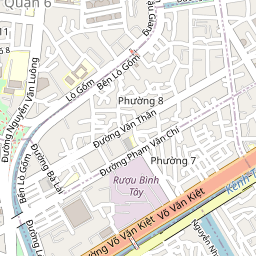 Quận 6
11
Đường Nguyễn Văn Luông
Lò Gốm
Bến Lò Gốm
Phường 8
Đường Văn Thân
Đường Phạm Văn Chí
Phường 7
Đường Bà Lài
Bến Lò Gốm
Rượu Bình
Tây
Đường Võ Văn Kiệt
Võ Văn Kiệt